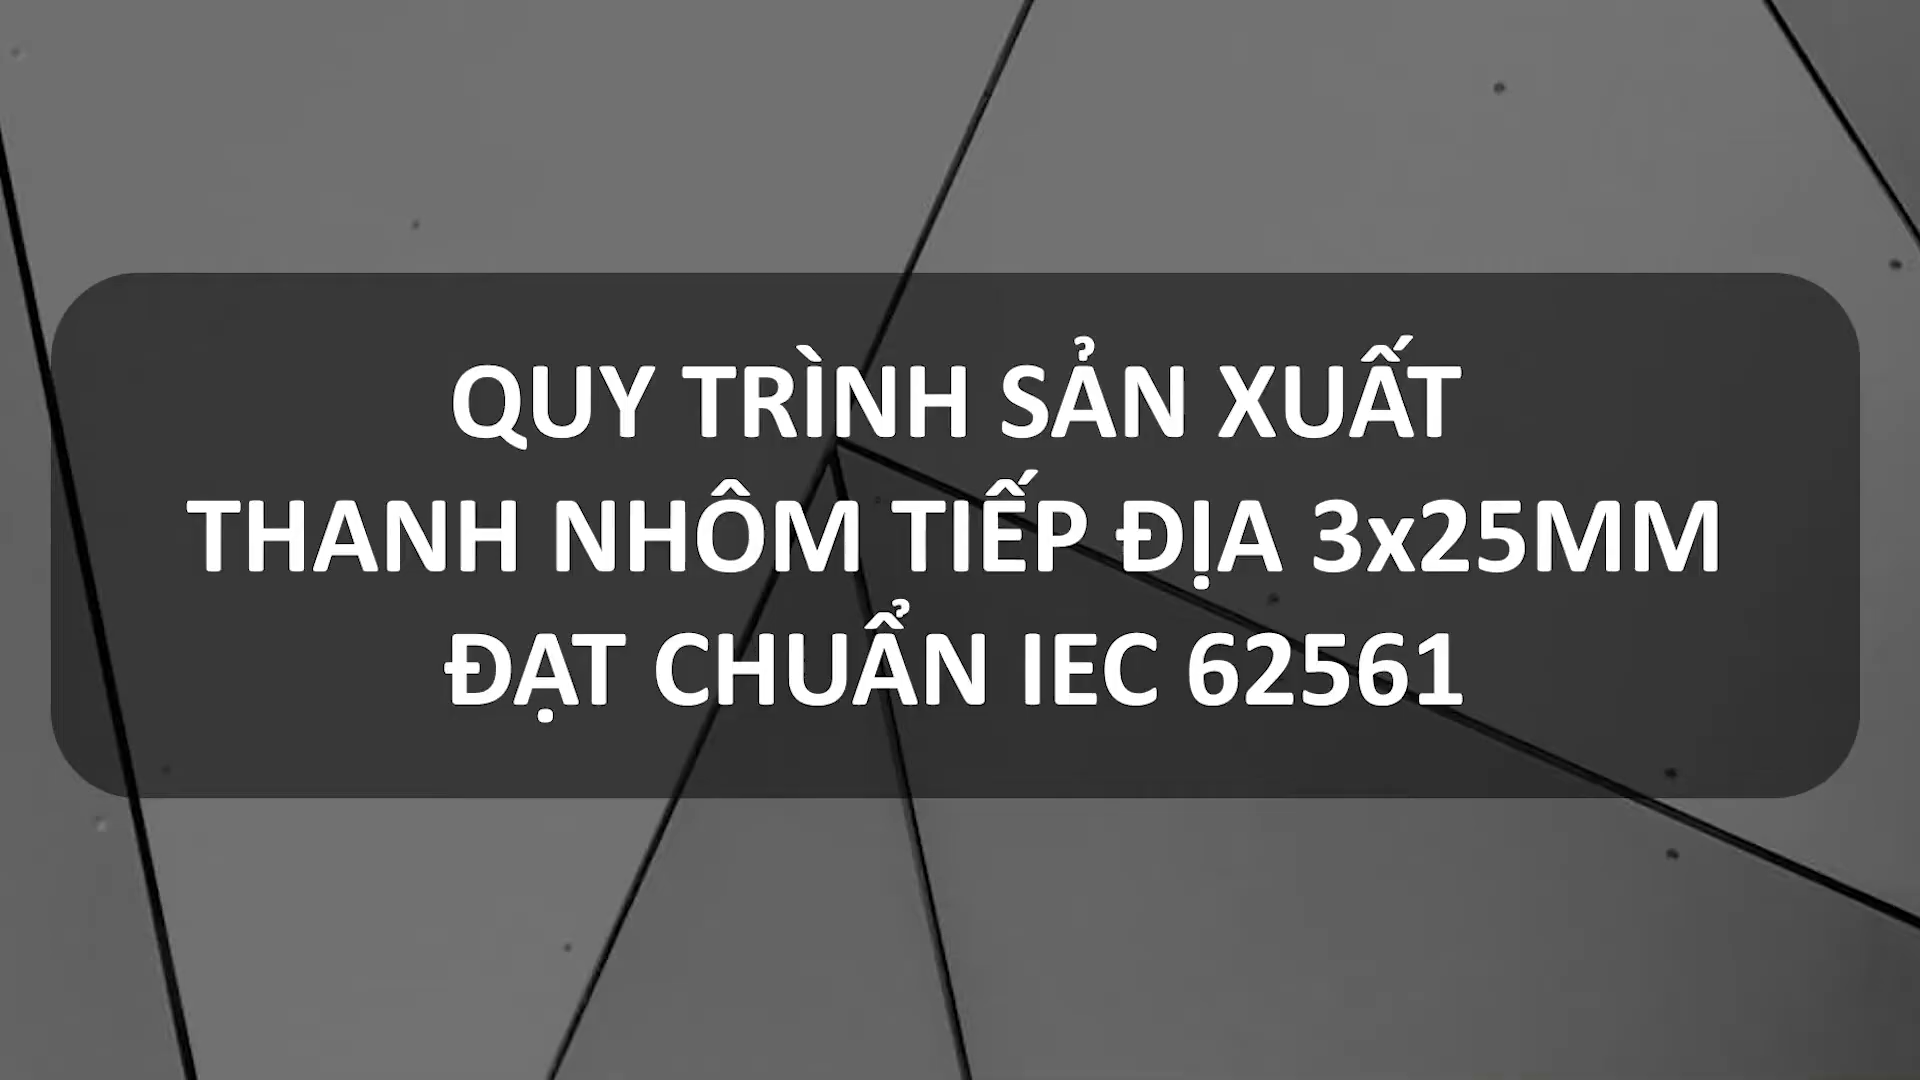 QUY TRÌNH SẢN XUẤT
THANH NHÔM TIẾP ĐỊA 3x25MM
ĐẠT CHUẨN IEC 62561